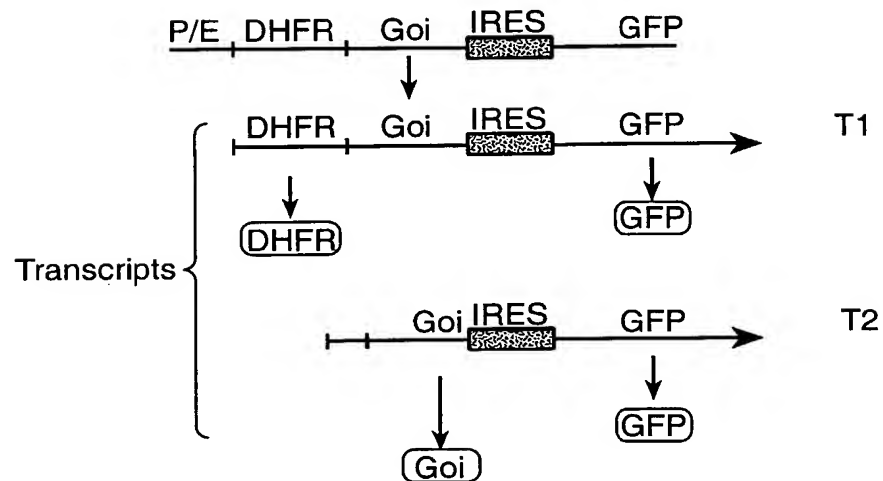 P/E DHFR Goi IRES GFP
DHFR Goi IRES GFP T1
DHFR GFP
Transcripts
Goi IRES GFP T2
GFP
Goi